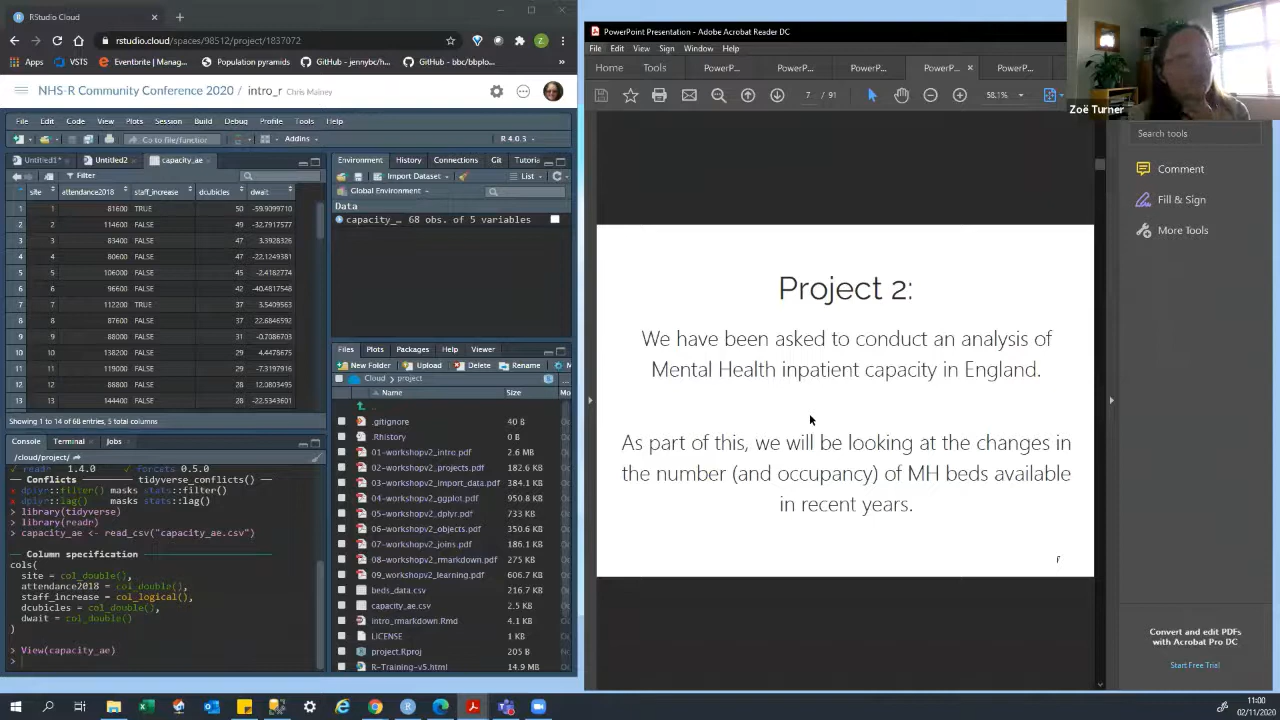 RStudio Cloud
rstudio.cloud/spaces/98512/project/1837072
Apps VSTS Eventbrite | Manag... Population pyramids GitHub - jennybc/h... GitHub - bbc/bbplo... »
NHS-R Community Conference 2020 / intro_r Chris Mainey
File Edit Code View Plots Session Build Debug Profile Tools Help
Go to file/function Addins R 4.0.3
Untitled1* Untitled2 capacity_ae
Filter
site attendance2018 staff_increase dcubicles dwait
1 1 81600 TRUE 50 -59.9099710
2 2 114600 FALSE 49 -32.7917577
3 3 83400 FALSE 47 3.3928326
4 4 80600 FALSE 47 -22.1249381
5 5 106000 FALSE 45 -2.4182774
6 6 96600 FALSE 42 -40.4817548
7 7 112200 TRUE 37 3.5409563
8 8 87600 FALSE 37 22.6846592
9 9 88000 FALSE 31 -0.7086703
10 10 138200 FALSE 29 4.4478675
11 11 119000 FALSE 29 -7.3197916
12 12 88800 FALSE 28 12.0803495
13 13 144400 FALSE 28 -22.5343601
Showing 1 to 14 of 68 entries, 5 total columns
Console Terminal Jobs
/cloud/project/
✓ readr 1.4.0 ✓ forcats 0.5.0
Conflicts tidyverse_conflicts()
x dplyr::filter() masks stats::filter()
x dplyr::lag() masks stats::lag()
> library(tidyverse)
> library(readr)
> capacity_ae <- read_csv("capacity_ae.csv")
Column specification
cols(
site = col_double(),
attendance2018 = col_double(),
staff_increase = col_logical(),
dcubicles = col_double(),
dwait = col_double()
)
> View(capacity_ae)
>
Environment History Connections Git Tutoria
Import Dataset List
Global Environment
Data
capacity_… 68 obs. of 5 variables
Files Plots Packages Help Viewer
New Folder Upload Delete Rename M
Cloud > project
Name Size
..
.gitignore 40 B
.Rhistory 0 B
01-workshopv2_intro.pdf 2.6 MB
02-workshopv2_projects.pdf 182.6 KB
03-workshopv2_import_data.pdf 384.1 KB
04-workshopv2_ggplot.pdf 950.8 KB
05-workshopv2_dplyr.pdf 733 KB
06-workshopv2_objects.pdf 350.6 KB
07-workshopv2_joins.pdf 186.1 KB
08-workshopv2_rmarkdown.pdf 275 KB
09_workshopv2_learning.pdf 606.7 KB
beds_data.csv 216.7 KB
capacity_ae.csv 2.5 KB
intro_rmarkdown.Rmd 4.1 KB
LICENSE 1 KB
project.Rproj 205 B
R-Training-v5.html 14.9 MB
PowerPoint Presentation - Adobe Acrobat Reader DC
File Edit View Sign Window Help
Home Tools PowerP... PowerP... PowerP... PowerP... PowerP...
7 / 91 58.1%
Project 2:
We have been asked to conduct an analysis of
Mental Health inpatient capacity in England.
As part of this, we will be looking at the changes in
the number (and occupancy) of MH beds available
in recent years.
Zoë Turner
Search tools
Comment
Fill & Sign
More Tools
Convert and edit PDFs
with Acrobat Pro DC
Start Free Trial
11:00
02/11/2020